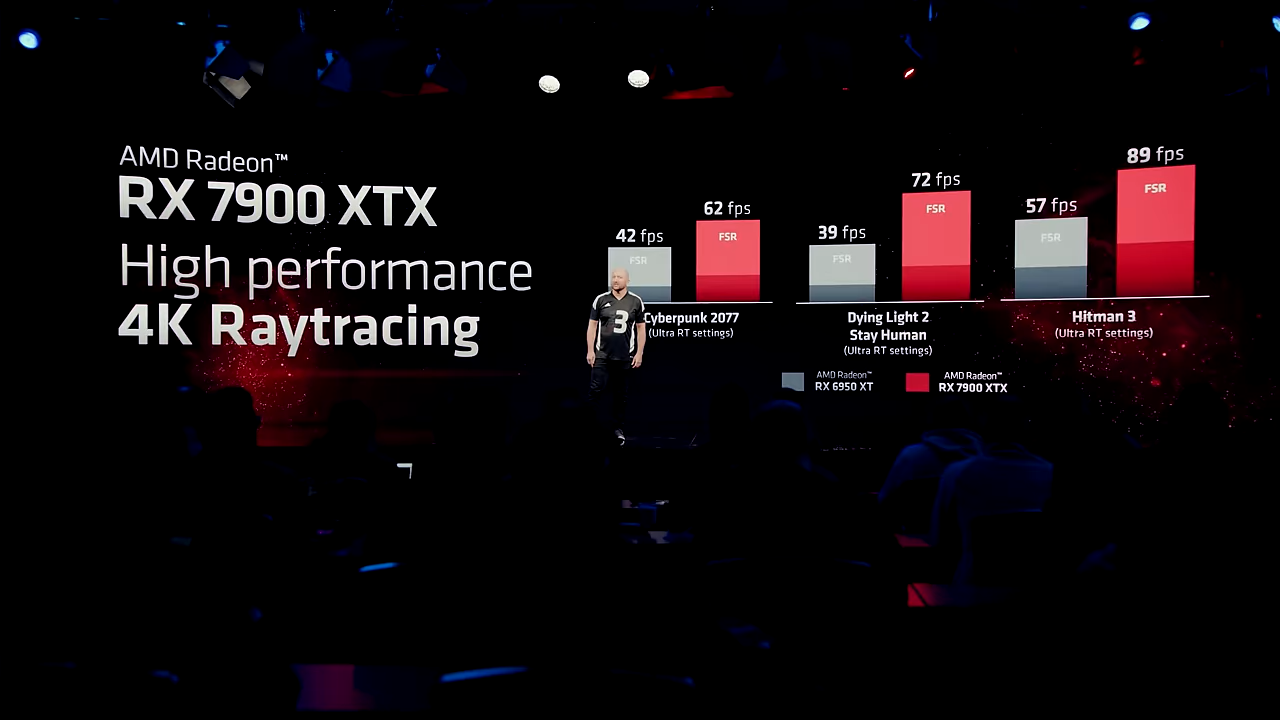 AMD Radeon™
RX 7900 XTX
High performance
4K Raytracing
42 fps
FSR
62 fps
FSR
Cyberpunk 2077
(Ultra RT settings)
39 fps
FSR
72 fps
FSR
Dying Light 2
Stay Human
(Ultra RT settings)
57 fps
FSR
89 fps
FSR
Hitman 3
(Ultra RT settings)
AMD Radeon™
RX 6950 XT
AMD Radeon™
RX 7900 XTX
3